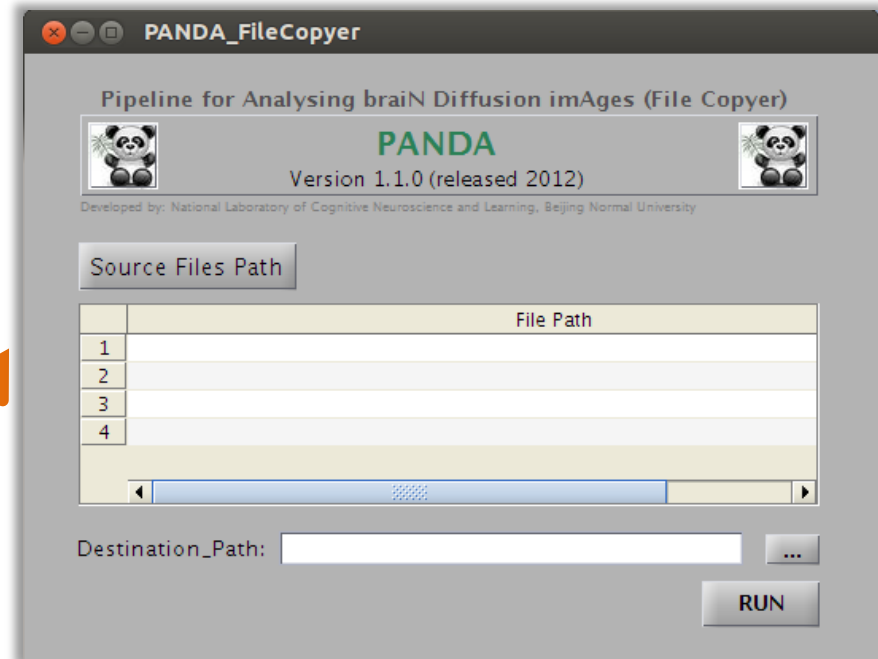 PANDA_FileCopyer
Pipeline for Analysing braiN Diffusion imAges (File Copyer)
PANDA
Version 1.1.0 (released 2012)
Developed by: National Laboratory of Cognitive Neuroscience and Learning, Beijing Normal University
Source Files Path
File Path
1
2
3
4
Destination_Path:
...
RUN